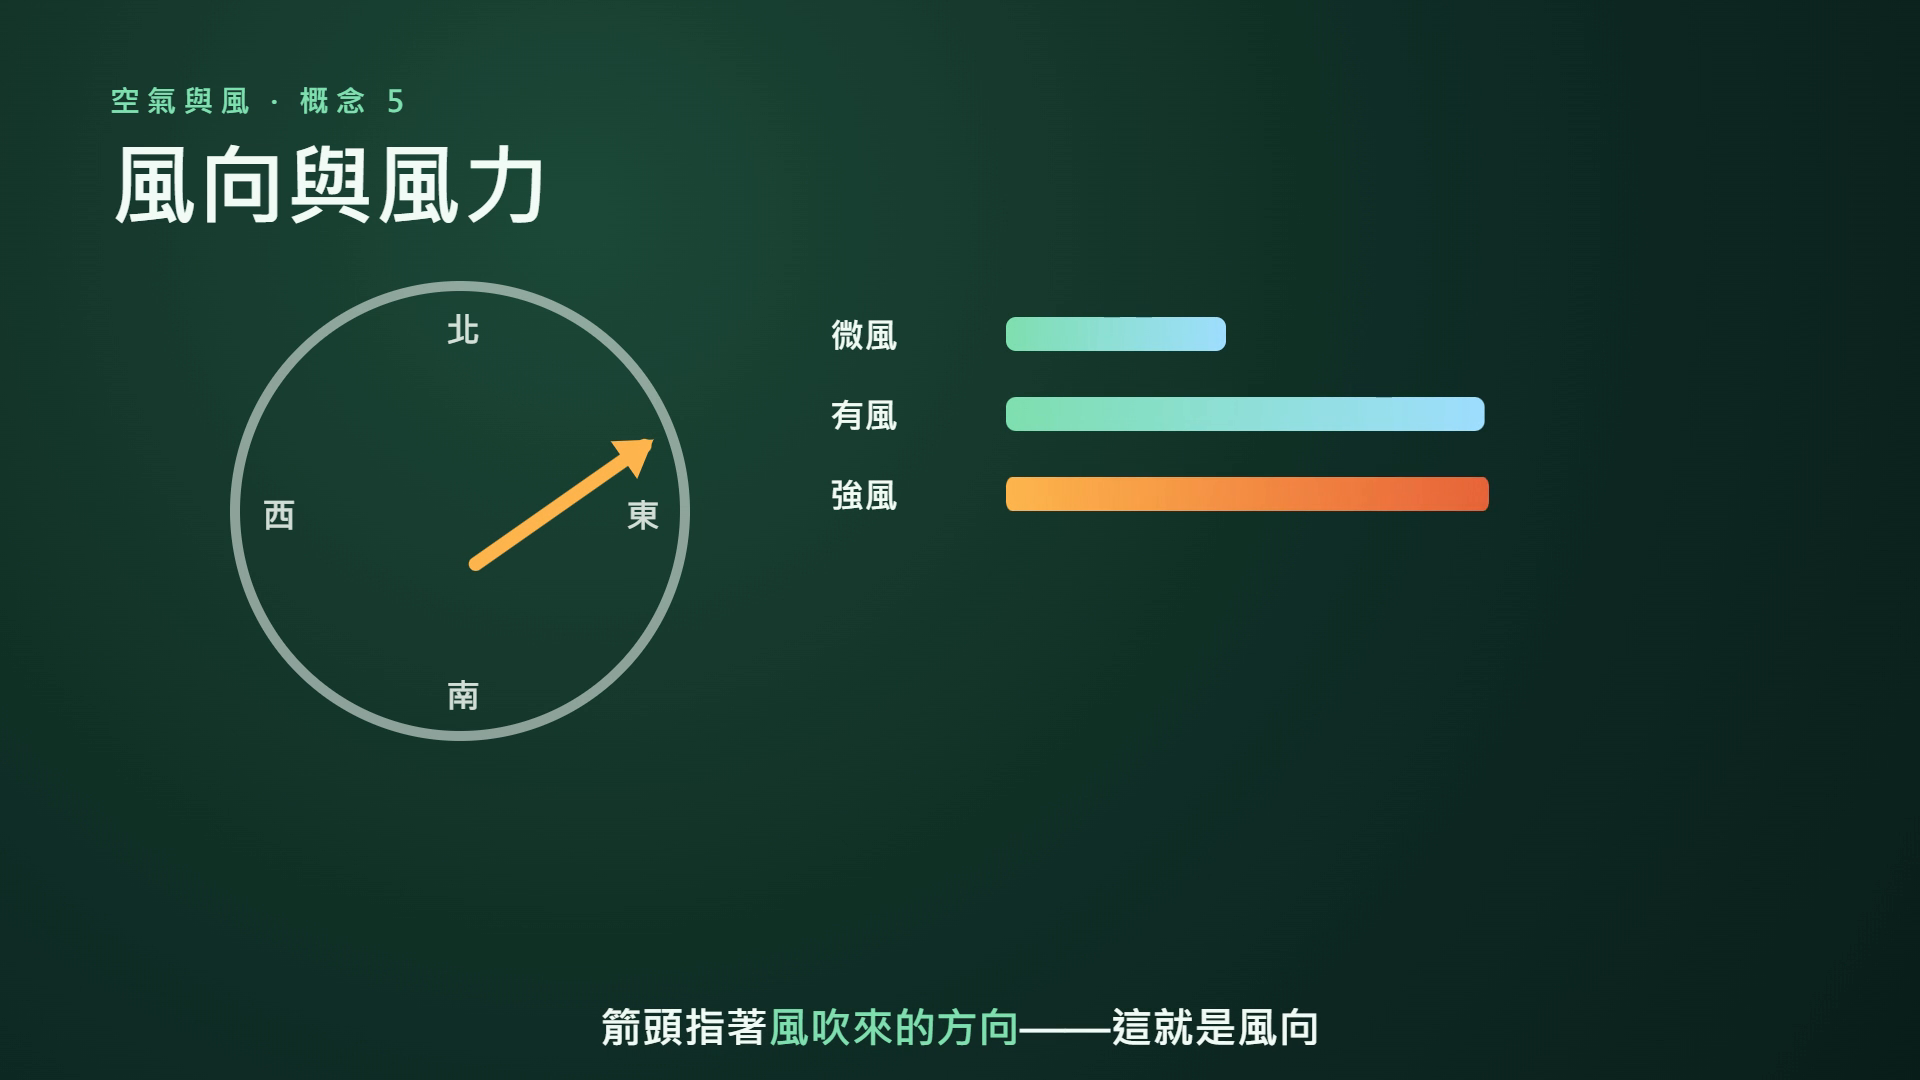 空氣與風 · 概念 5
風向與風力
北
西
東
南
微風
有風
強風
箭頭指著風吹來的方向——這就是風向